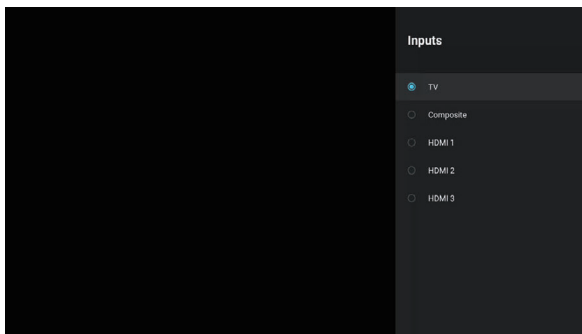 Inputs
TV
Composite
HDMI 1
HDMI 2
HDMI 3